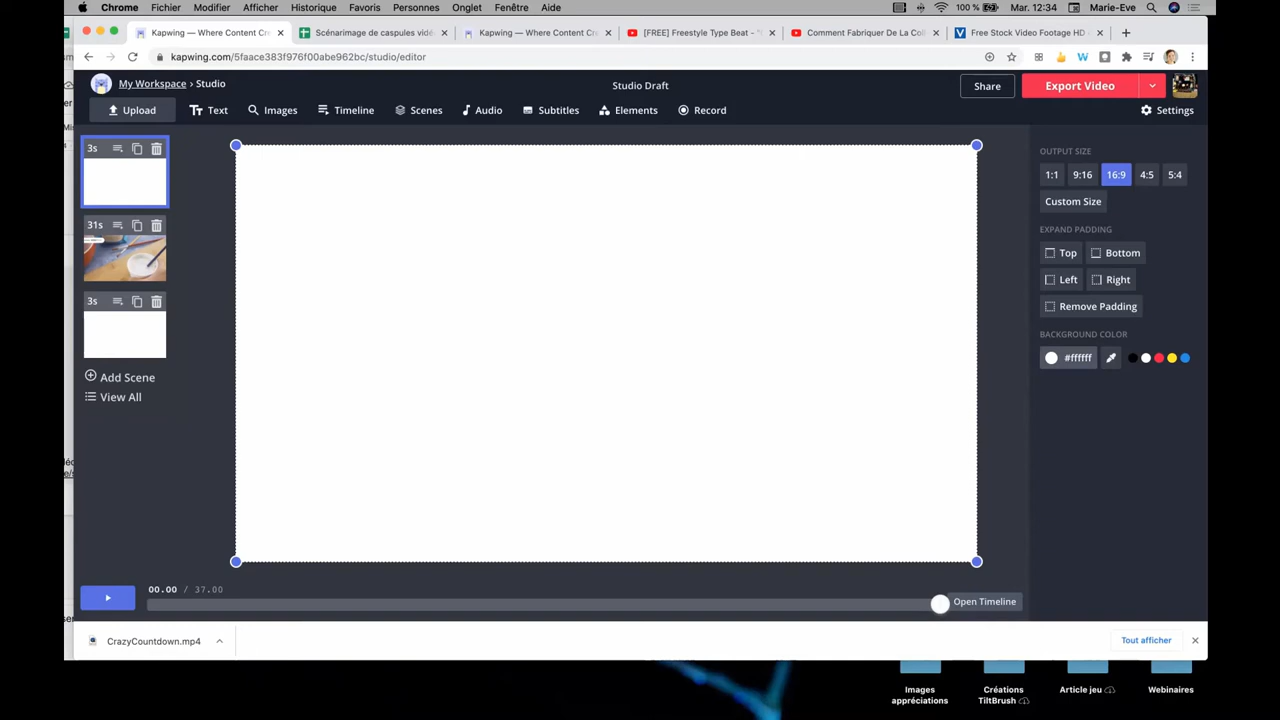 Chrome Fichier Modifier Afficher Historique Favoris Personnes Onglet Fenêtre Aide 100 % Mar. 12:34 Marie-Eve
Kapwing — Where Content Cr Scénarimage de caspules vidé Kapwing — Where Content Cre [FREE] Freestyle Type Beat - " Comment Fabriquer De La Col Free Stock Video Footage HD
kapwing.com/5faace383f976f00abe962bc/studio/editor
My Workspace › Studio Studio Draft Share Export Video
Upload Text Images Timeline Scenes Audio Subtitles Elements Record Settings
3s
31s
3s
Add Scene
View All
OUTPUT SIZE
1:1 9:16 16:9 4:5 5:4
Custom Size
EXPAND PADDING
Top Bottom
Left Right
Remove Padding
BACKGROUND COLOR
#ffffff
00.00 / 37.00
Open Timeline
CrazyCountdown.mp4 Tout afficher
Images appréciations
Créations TiltBrush
Article jeu
Webinaires